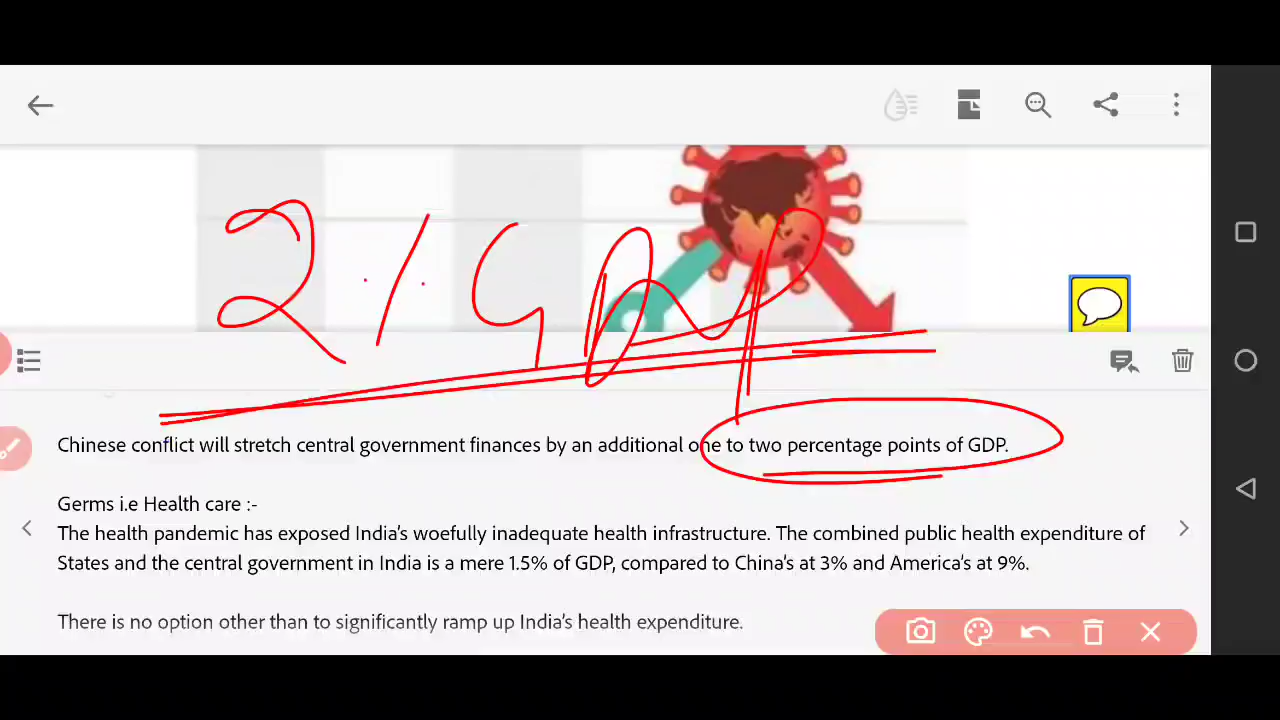 2 % GDP
Chinese conflict will stretch central government finances by an additional one to two percentage points of GDP.
Germs i.e Health care :-
The health pandemic has exposed India’s woefully inadequate health infrastructure. The combined public health expenditure of
States and the central government in India is a mere 1.5% of GDP, compared to China’s at 3% and America’s at 9%.
There is no option other than to significantly ramp up India’s health expenditure.